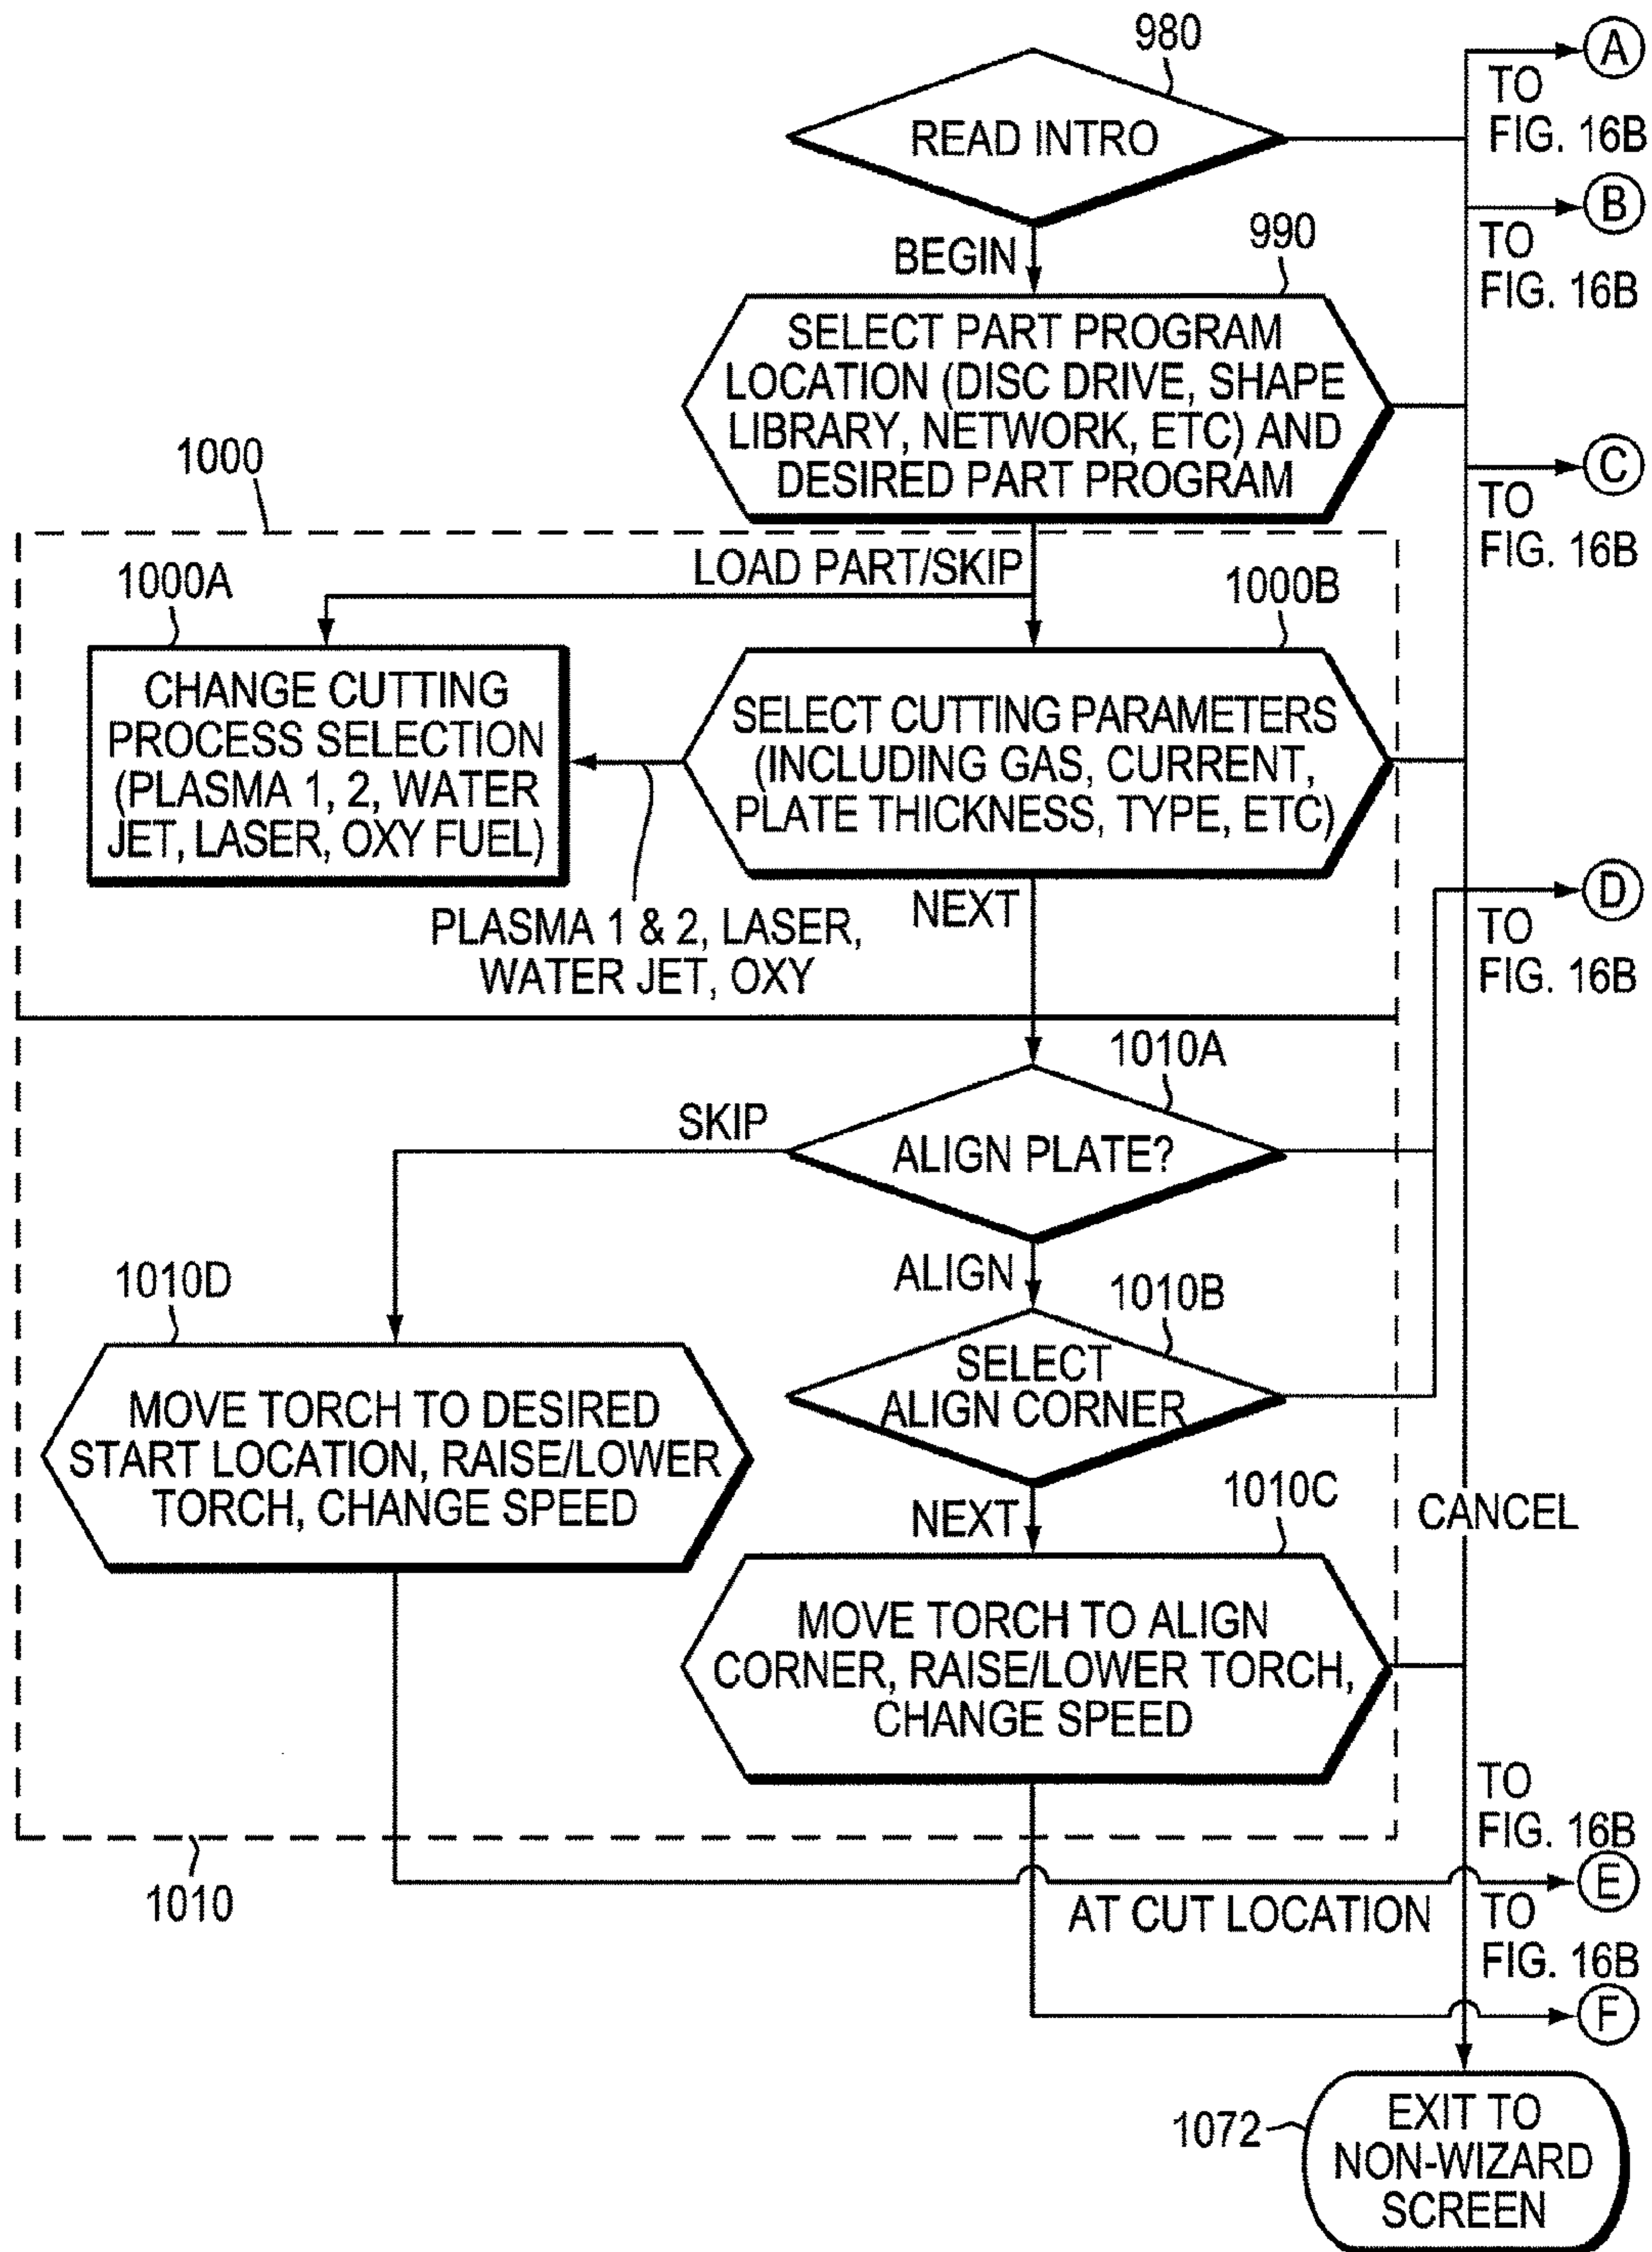 980
READ INTRO
A
TO
FIG. 16B
B
TO
FIG. 16B
BEGIN
990
SELECT PART PROGRAM
LOCATION (DISC DRIVE, SHAPE
LIBRARY, NETWORK, ETC) AND
DESIRED PART PROGRAM
C
TO
FIG. 16B
1000
LOAD PART/SKIP
1000A
CHANGE CUTTING
PROCESS SELECTION
(PLASMA 1, 2, WATER
JET, LASER, OXY FUEL)
1000B
SELECT CUTTING PARAMETERS
(INCLUDING GAS, CURRENT,
PLATE THICKNESS, TYPE, ETC)
PLASMA 1 & 2, LASER,
WATER JET, OXY
NEXT
D
TO
FIG. 16B
1010A
ALIGN PLATE?
SKIP
ALIGN
1010B
SELECT
ALIGN CORNER
1010D
MOVE TORCH TO DESIRED
START LOCATION, RAISE/LOWER
TORCH, CHANGE SPEED
NEXT
1010C
CANCEL
MOVE TORCH TO ALIGN
CORNER, RAISE/LOWER TORCH,
CHANGE SPEED
TO
FIG. 16B
E
1010
AT CUT LOCATION
TO
FIG. 16B
F
1072
EXIT TO
NON-WIZARD
SCREEN